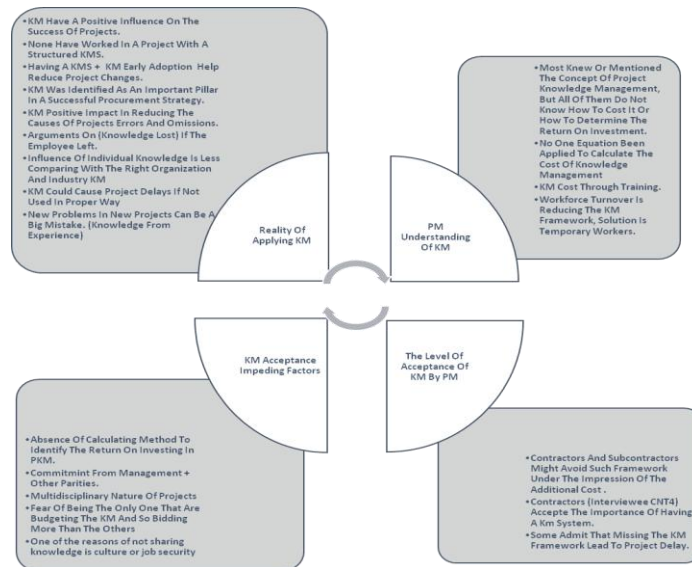 •KM Have A Positive Influence On The
Success Of Projects.
•None Have Worked In A Project With A
Structured KMS.
•Having A KMS + KM Early Adoption Help
Reduce Project Changes.
•KM Was Identified As An Important Pillar
In A Successful Procurement Strategy.
•KM Positive Impact In Reducing The
Causes Of Projects Errors And Omissions.
•Arguments On (Knowledge Lost) If The
Employee Left.
•Influence Of Individual Knowledge Is Less
Comparing With The Right Organization
And Industry KM
•KM Could Cause Project Delays If Not
Used In Proper Way
•New Problems In New Projects Can Be A
Big Mistake. (Knowledge From
Experience)
Reality Of
Applying KM
•Most Knew Or Mentioned
The Concept Of Project
Knowledge Management,
But All Of Them Do Not
Know How To Cost It Or
How To Determine The
Return On Investment.
•No One Equation Been
Applied To Calculate The
Cost Of Knowledge
Management
•KM Cost Through Training.
•Workforce Turnover Is
Reducing The KM
Framework, Solution Is
Temporary Workers.
PM
Understanding
Of KM
KM Acceptance
Impeding Factors
•Absence Of Calculating Method To
Identify The Return On Investing In
PKM.
•Commitmint From Management +
Other Parities.
•Multidisciplinary Nature Of Projects
•Fear Of Being The Only One That Are
Budgeting The KM And So Bidding
More Than The Others
•One of the reasons of not sharing
knowledge is culture or job security
The Level Of
Acceptance Of
KM By PM
•Contractors And Subcontractors
Might Avoid Such Framework
Under The Impression Of The
Additional Cost .
•Contractors (Interviewee CNT4)
Accepte The Importance Of Having
A Km System.
•Some Admit That Missing The KM
Framework Lead To Project Delay.